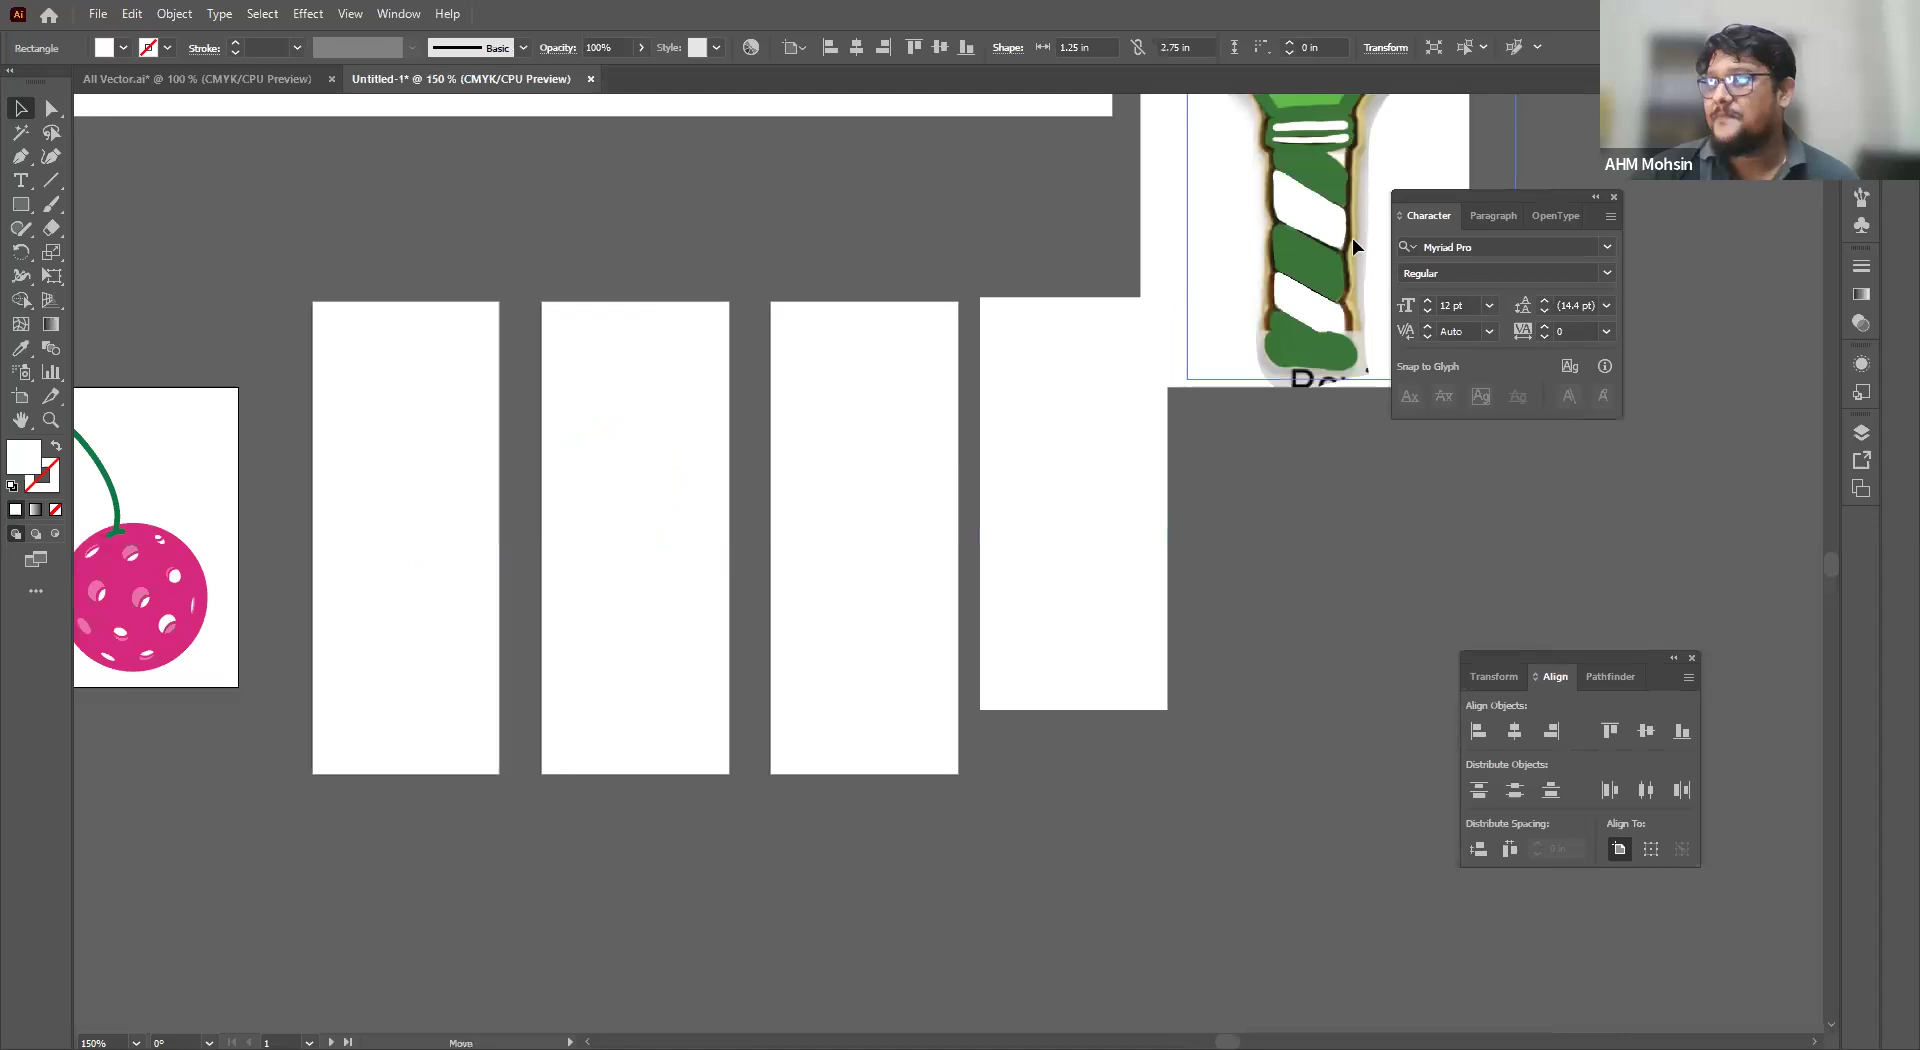 Ai File Edit Object Type Select Effect View Window Help
Rectangle Stroke: Basic Opacity: 100% Style: Shape: 1.25 in 2.75 in 0 in Transform
All Vector.ai* @ 100 % (CMYK/CPU Preview) × Untitled-1* @ 150 % (CMYK/CPU Preview) ×
AHM Mohsin
Character Paragraph OpenType
Myriad Pro
Regular
12 pt (14.4 pt)
Auto 0
Snap to Glyph
Transform Align Pathfinder
Align Objects:
Distribute Objects:
Distribute Spacing: Align To:
0 in
150% 0° 1 Move